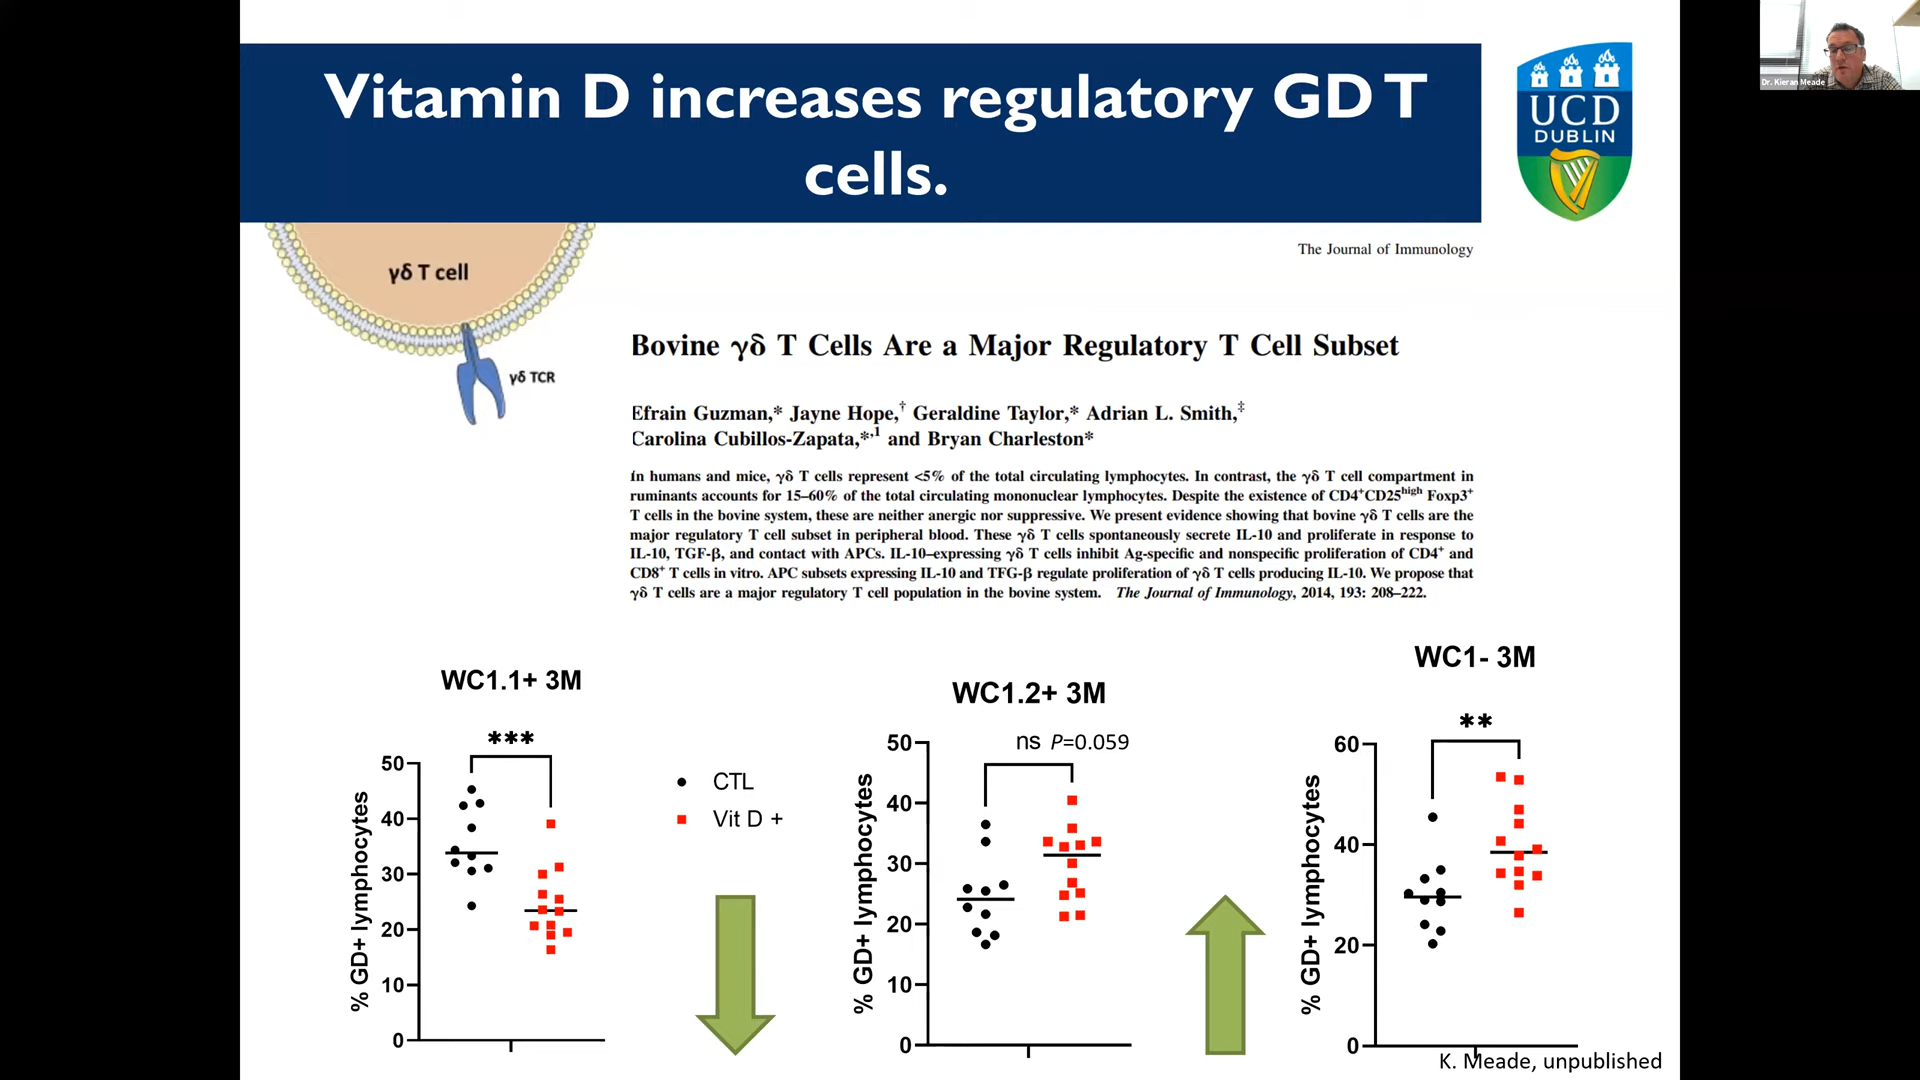 Vitamin D increases regulatory GD T
cells.
UCD
DUBLIN
Dr. Kieran Meade
γδ T cell
γδ TCR
The Journal of Immunology
Bovine γδ T Cells Are a Major Regulatory T Cell Subset
Efrain Guzman,* Jayne Hope,† Geraldine Taylor,* Adrian L. Smith,‡
Carolina Cubillos-Zapata,*,1 and Bryan Charleston*
In humans and mice, γδ T cells represent <5% of the total circulating lymphocytes. In contrast, the γδ T cell compartment in
ruminants accounts for 15–60% of the total circulating mononuclear lymphocytes. Despite the existence of CD4+CD25high Foxp3+
T cells in the bovine system, these are neither anergic nor suppressive. We present evidence showing that bovine γδ T cells are the
major regulatory T cell subset in peripheral blood. These γδ T cells spontaneously secrete IL-10 and proliferate in response to
IL-10, TGF-β, and contact with APCs. IL-10–expressing γδ T cells inhibit Ag-specific and nonspecific proliferation of CD4+ and
CD8+ T cells in vitro. APC subsets expressing IL-10 and TFG-β regulate proliferation of γδ T cells producing IL-10. We propose that
γδ T cells are a major regulatory T cell population in the bovine system. The Journal of Immunology, 2014, 193: 208–222.
WC1.1+ 3M
***
50
40
30
20
10
0
% GD+ lymphocytes
CTL
Vit D +
WC1.2+ 3M
ns P=0.059
50
40
30
20
10
0
% GD+ lymphocytes
WC1- 3M
**
60
40
20
0
% GD+ lymphocytes
K. Meade, unpublished